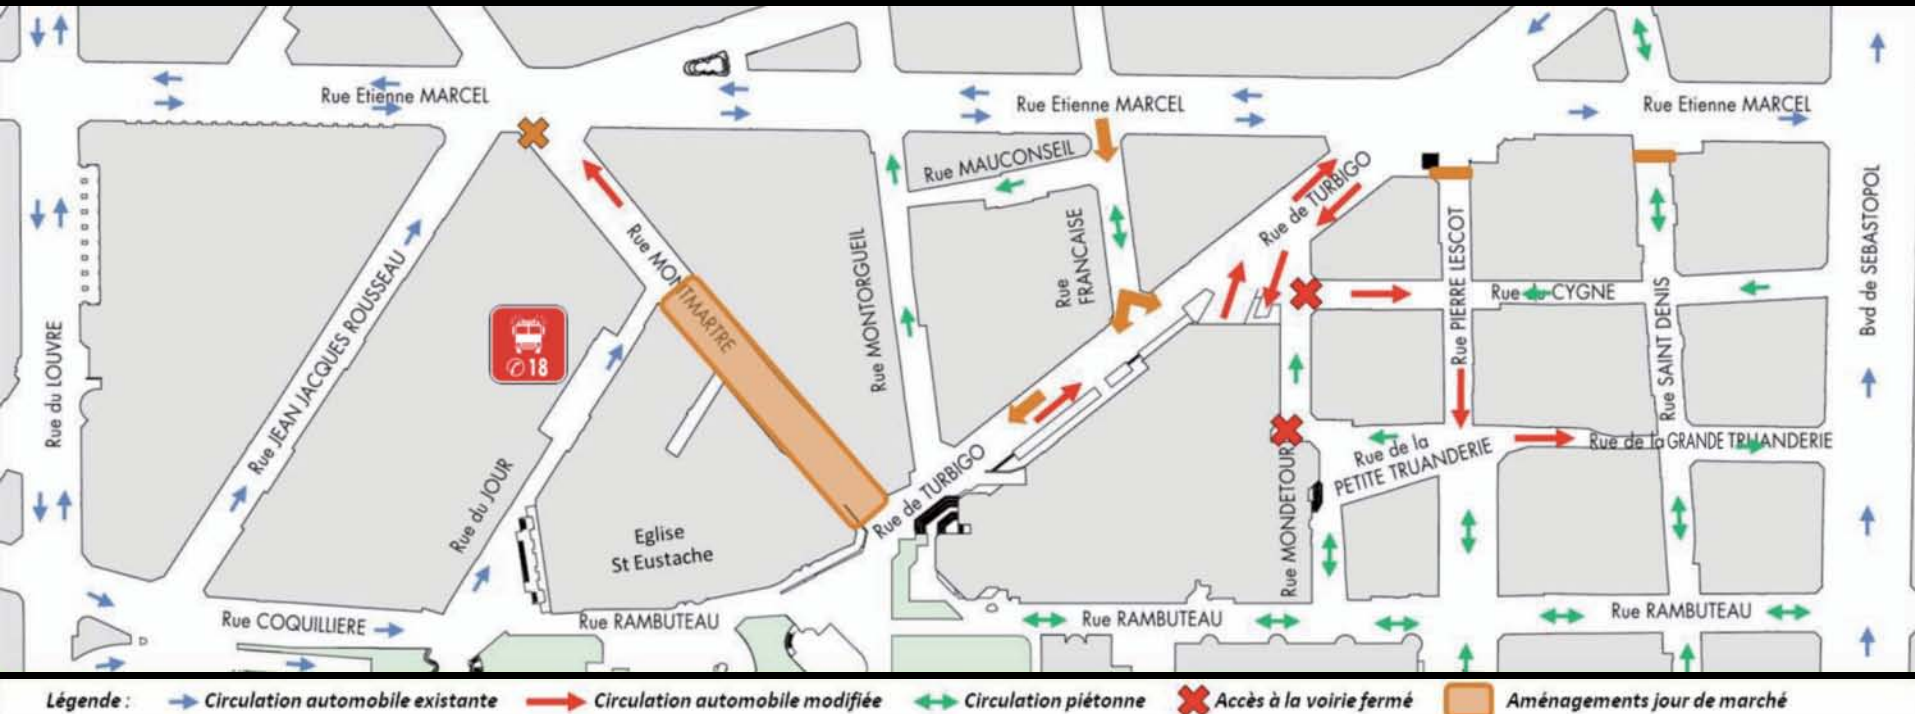 Rue Etienne MARCEL
Rue Etienne MARCEL
Rue Etienne MARCEL
Rue MAUCONSEIL
Rue de TURBIGO
Rue du LOUVRE
Rue JEAN JACQUES ROUSSEAU
Rue du JOUR
18
Rue MONTMARTRE
Rue MONTORGUEIL
Rue
FRANCAISE
Rue de TURBIGO
Rue PIERRE LESCOT
Rue du CYGNE
Rue SAINT DENIS
Bvd de SEBASTOPOL
Rue de la
PETITE TRUANDERIE
Rue de la GRANDE TRUANDERIE
Rue MONDETOUR
Eglise
St EUSTACHE
Rue COQUILLIERE
Rue RAMBUTEAU
Rue RAMBUTEAU
Rue RAMBUTEAU
Légende :
Circulation automobile existante
Circulation automobile modifiée
Circulation piétonne
Accès à la voirie fermé
Aménagements jour de marché